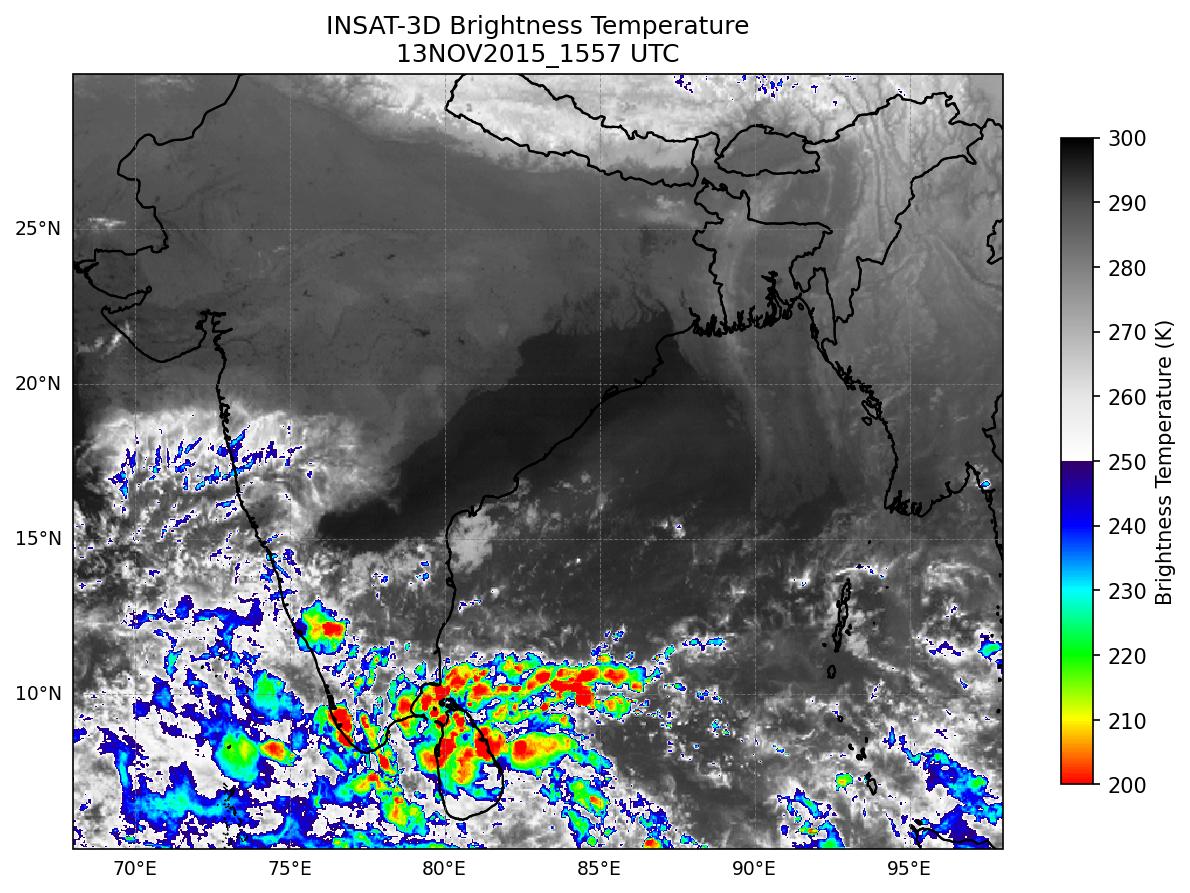 INSAT-3D Brightness Temperature
13NOV2015_1557 UTC
25°N
20°N
15°N
10°N
70°E
75°E
80°E
85°E
90°E
95°E
300
290
280
270
260
250
240
230
220
210
200
Brightness Temperature (K)